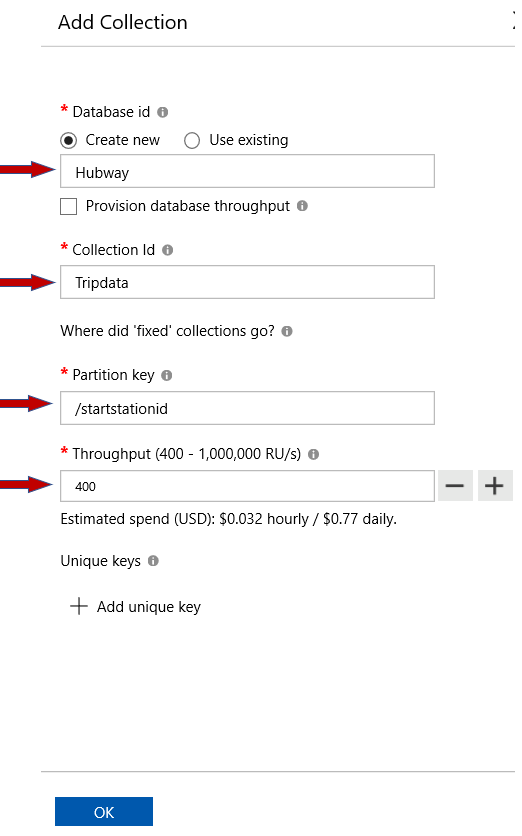 Add Collection
* Database id
Create new Use existing
Hubway
Provision database throughput
* Collection Id
Tripdata
Where did 'fixed' collections go?
* Partition key
/startstationid
* Throughput (400 - 1,000,000 RU/s)
400
Estimated spend (USD): $0.032 hourly / $0.77 daily.
Unique keys
Add unique key
OK